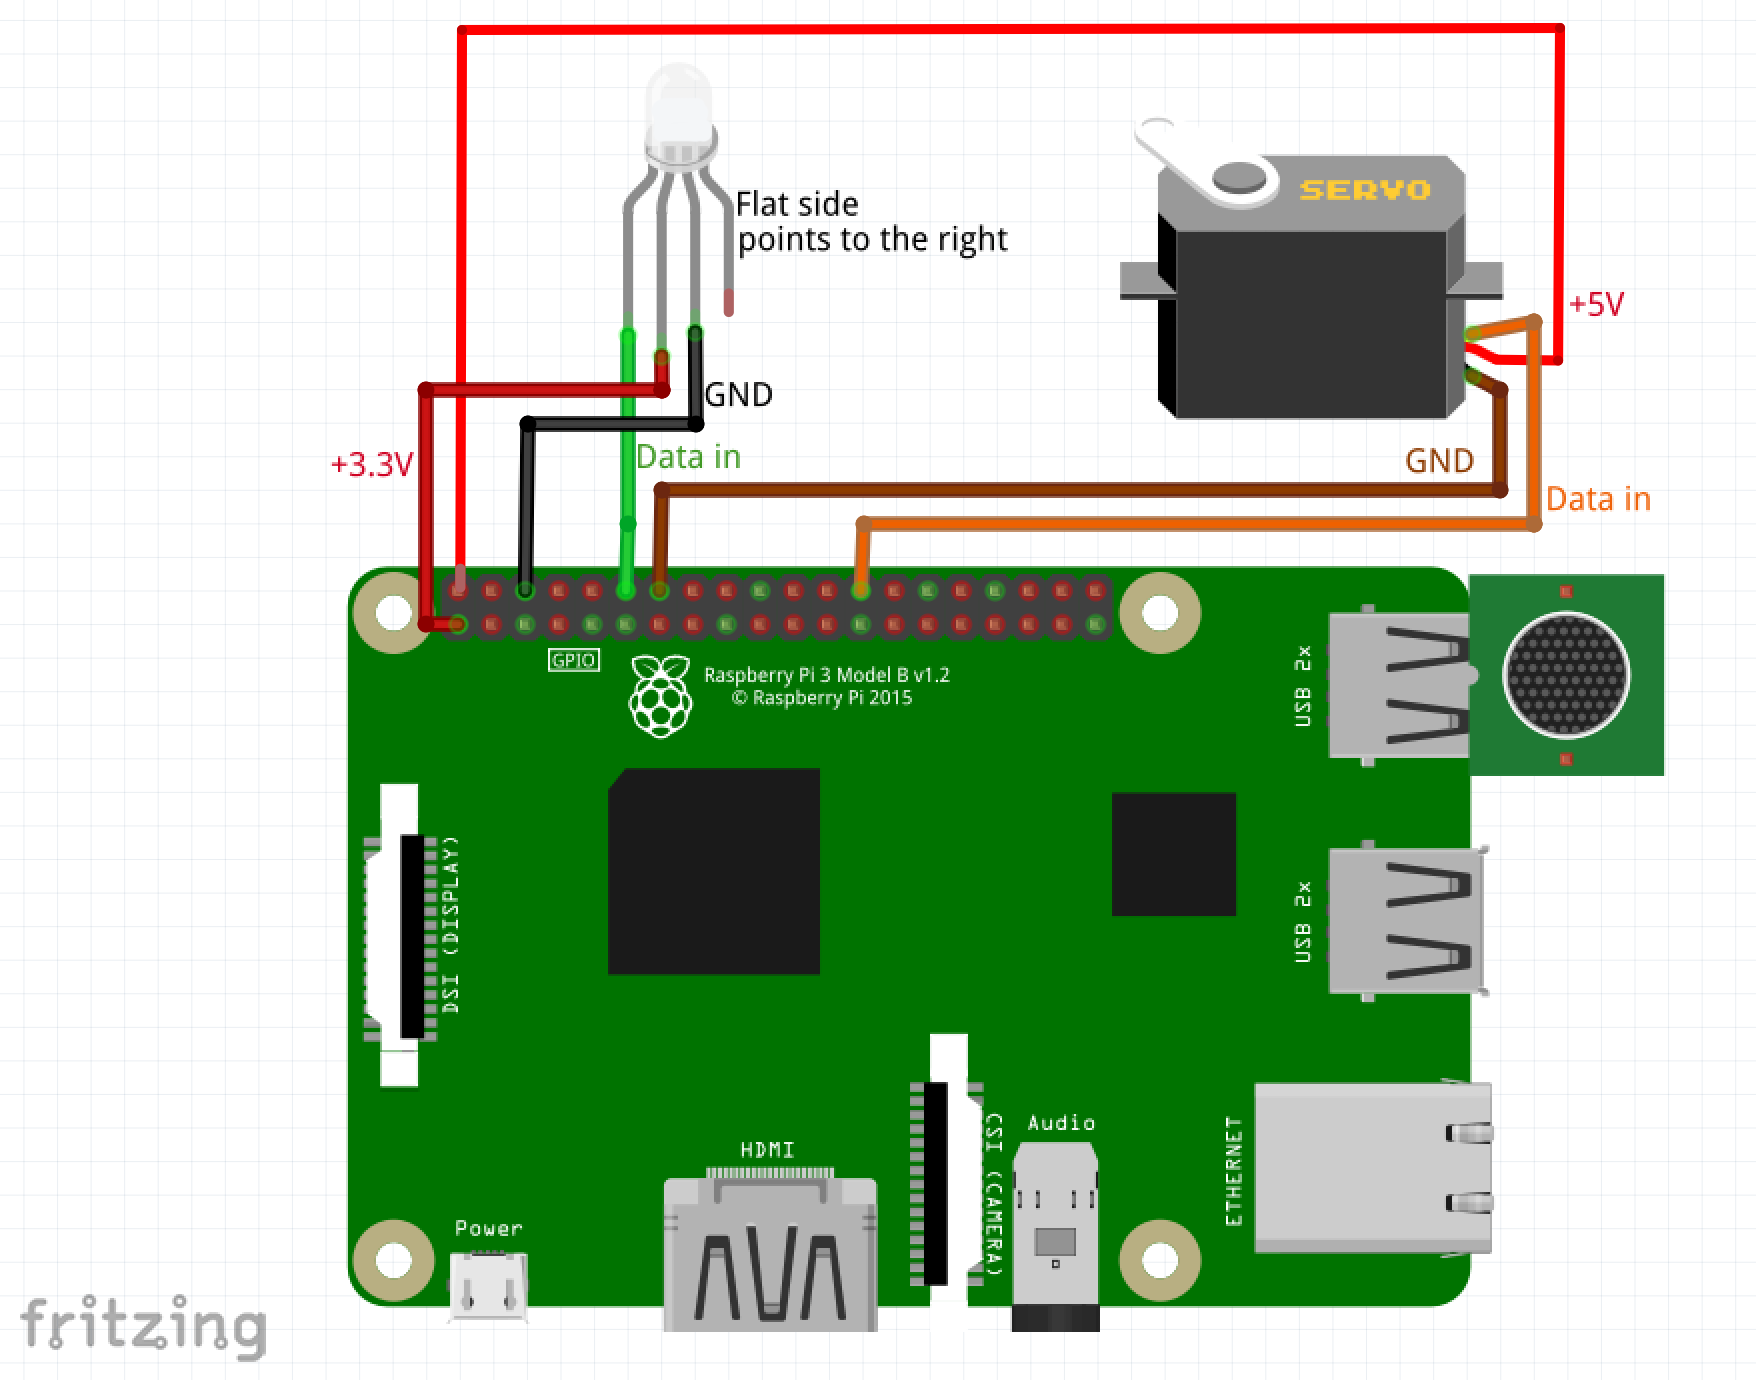 SERVO
Flat side
points to the right
+5V
GND
Data in
+3.3V
GND
Data in
GPIO
Raspberry Pi 3 Model B v1.2
© Raspberry Pi 2015
USB 2x
USB 2x
DSI (DISPLAY)
CSI (CAMERA)
Audio
ETHERNET
HDMI
Power
fritzing